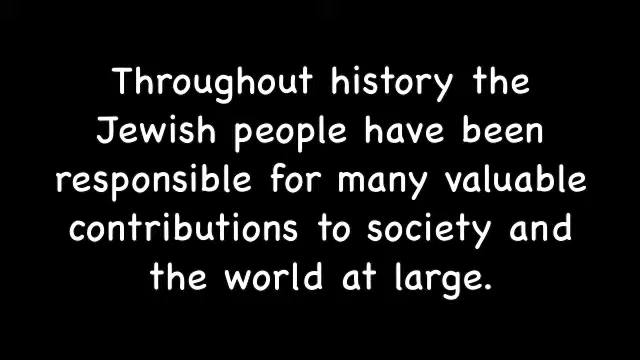 Throughout history the
Jewish people have been
responsible for many valuable
contributions to society and
the world at large.